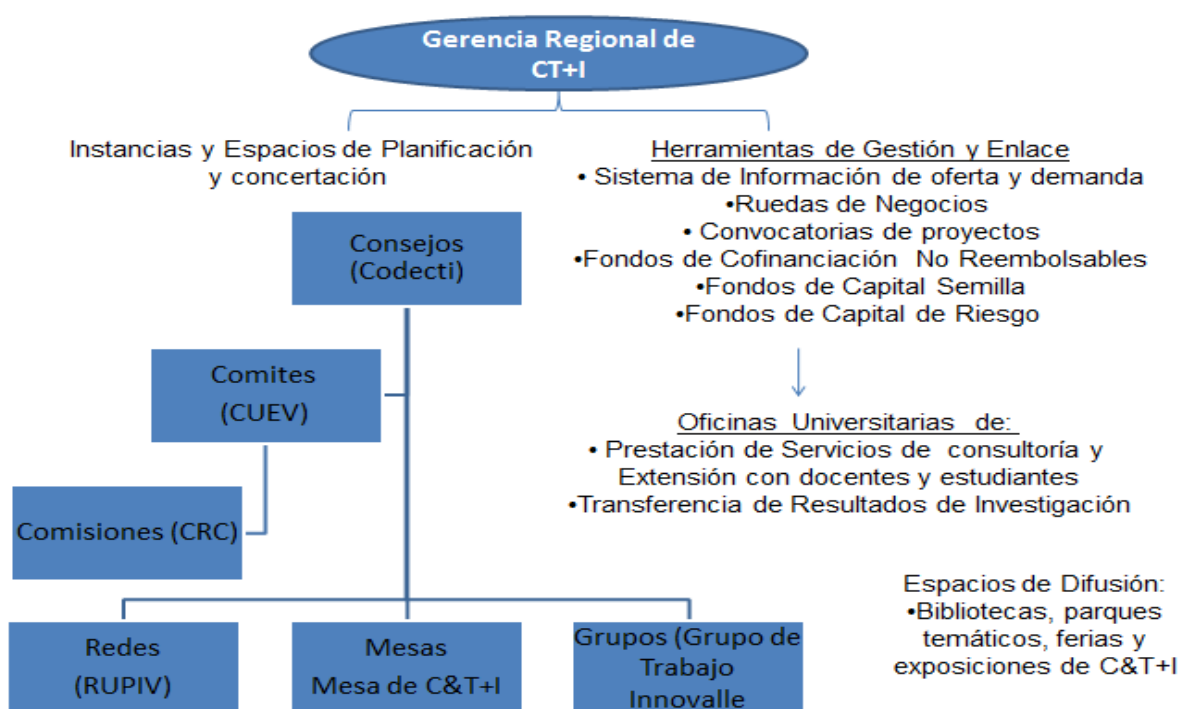 Gerencia Regional de
CT+I
Instancias y Espacios de Planificación
y concertación
Consejos
(Codecti)
Comites
(CUEV)
Comisiones (CRC)
Redes
(RUPIV)
Mesas
Mesa de C&T+I
Grupos (Grupo de
Trabajo
Innovalle
Herramientas de Gestión y Enlace
• Sistema de Información de oferta y demanda
•Ruedas de Negocios
• Convocatorias de proyectos
•Fondos de Cofinanciación No Reembolsables
•Fondos de Capital Semilla
•Fondos de Capital de Riesgo
Oficinas Universitarias de:
• Prestación de Servicios de consultoría y
Extensión con docentes y estudiantes
•Transferencia de Resultados de Investigación
Espacios de Difusión:
•Bibliotecas, parques
temáticos, ferias y
exposiciones de C&T+I